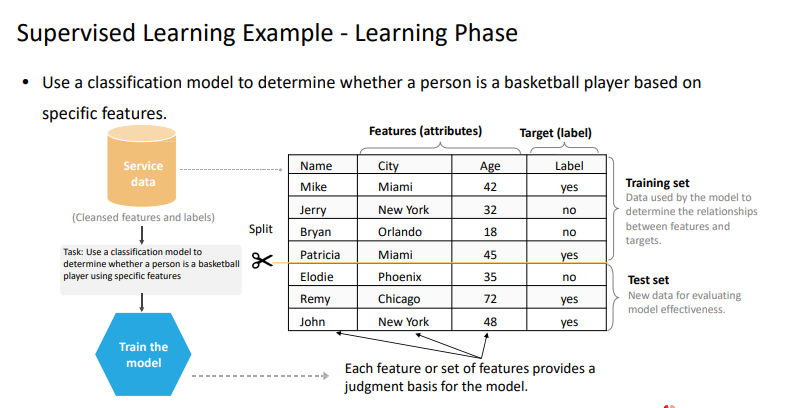 Supervised Learning Example - Learning Phase
• Use a classification model to determine whether a person is a basketball player based on
specific features.
Features (attributes) Target (label)
Service
data
(Cleansed features and labels)
Task: Use a classification model to
determine whether a person is a basketball
player using specific features
Train the
model
Split
Name City Age Label
Mike Miami 42 yes
Jerry New York 32 no
Bryan Orlando 18 no
Patricia Miami 45 yes
Elodie Phoenix 35 no
Remy Chicago 72 yes
John New York 48 yes
Training set
Data used by the model to
determine the relationships
between features and
targets.
Test set
New data for evaluating
model effectiveness.
Each feature or set of features provides a
judgment basis for the model.